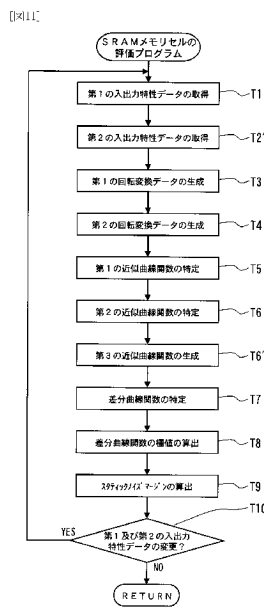 [図11]
SRAMメモリセルの
評価プログラム
第1の入出力特性データの取得
T1
第2の入出力特性データの取得
T2'
第1の回転変換データの生成
T3
第2の回転変換データの生成
T4
第1の近似曲線関数の特定
T5
第2の近似曲線関数の特定
T6
第3の近似曲線関数の生成
T6'
差分曲線関数の特定
T7
差分曲線関数の極値の算出
T8
スタティックノイズマージンの算出
T9
T10
YES
第1及び第2の入出力
特性データの変更?
NO
RETURN